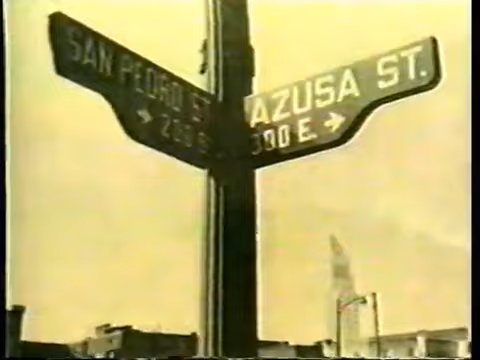 SAN PEDRO ST
→ 200 S
AZUSA ST.
300 E. →